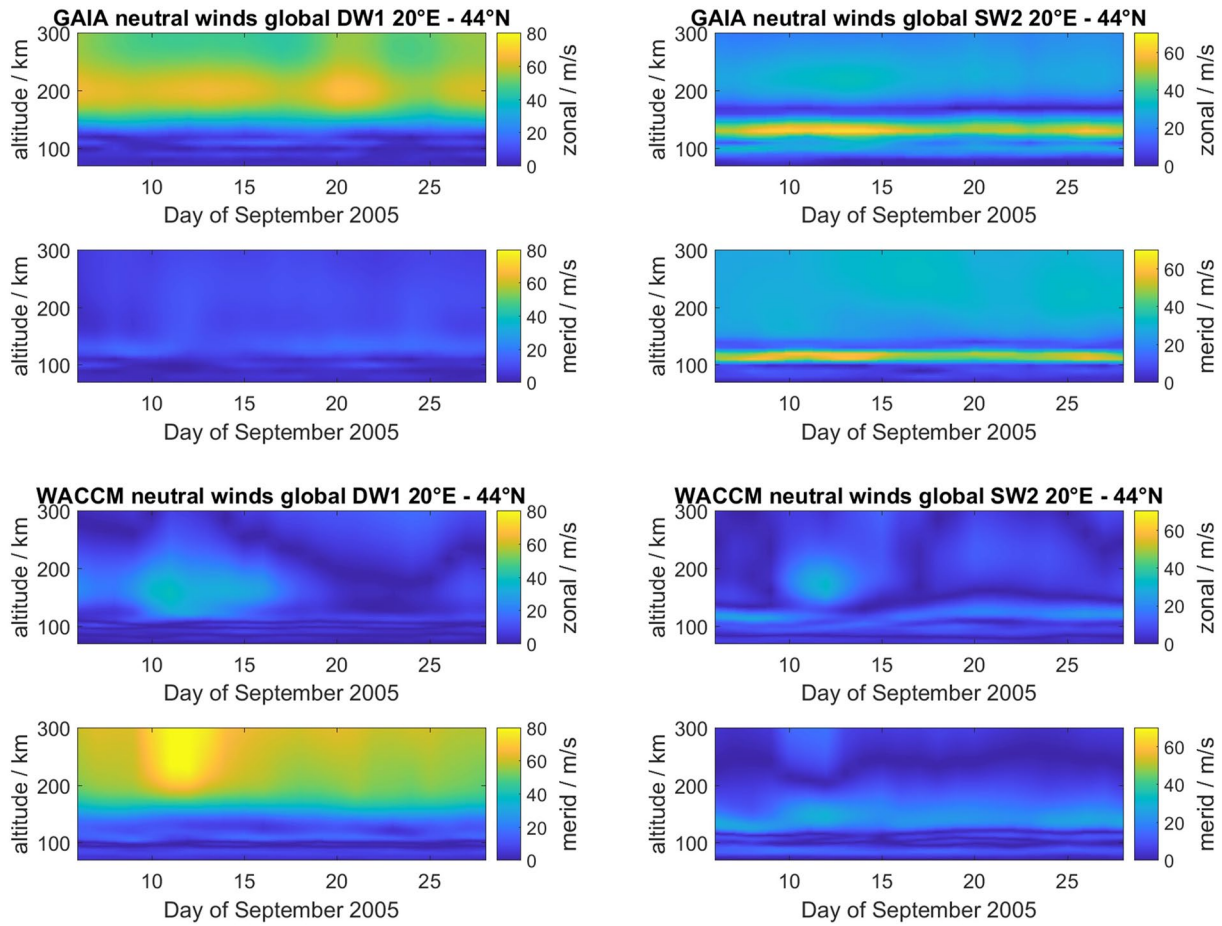 GAIA neutral winds global DW1 20°E - 44°N
300
200
100
altitude / km
10 15 20 25
Day of September 2005
80
60
40
20
0
zonal / m/s
GAIA neutral winds global SW2 20°E - 44°N
300
200
100
altitude / km
10 15 20 25
Day of September 2005
60
40
20
0
zonal / m/s
300
200
100
altitude / km
10 15 20 25
Day of September 2005
80
60
40
20
0
merid / m/s
300
200
100
altitude / km
10 15 20 25
Day of September 2005
60
40
20
0
merid / m/s
WACCM neutral winds global DW1 20°E - 44°N
300
200
100
altitude / km
10 15 20 25
Day of September 2005
80
60
40
20
0
zonal / m/s
WACCM neutral winds global SW2 20°E - 44°N
300
200
100
altitude / km
10 15 20 25
Day of September 2005
60
40
20
0
zonal / m/s
300
200
100
altitude / km
10 15 20 25
Day of September 2005
80
60
40
20
0
merid / m/s
300
200
100
altitude / km
10 15 20 25
Day of September 2005
60
40
20
0
merid / m/s